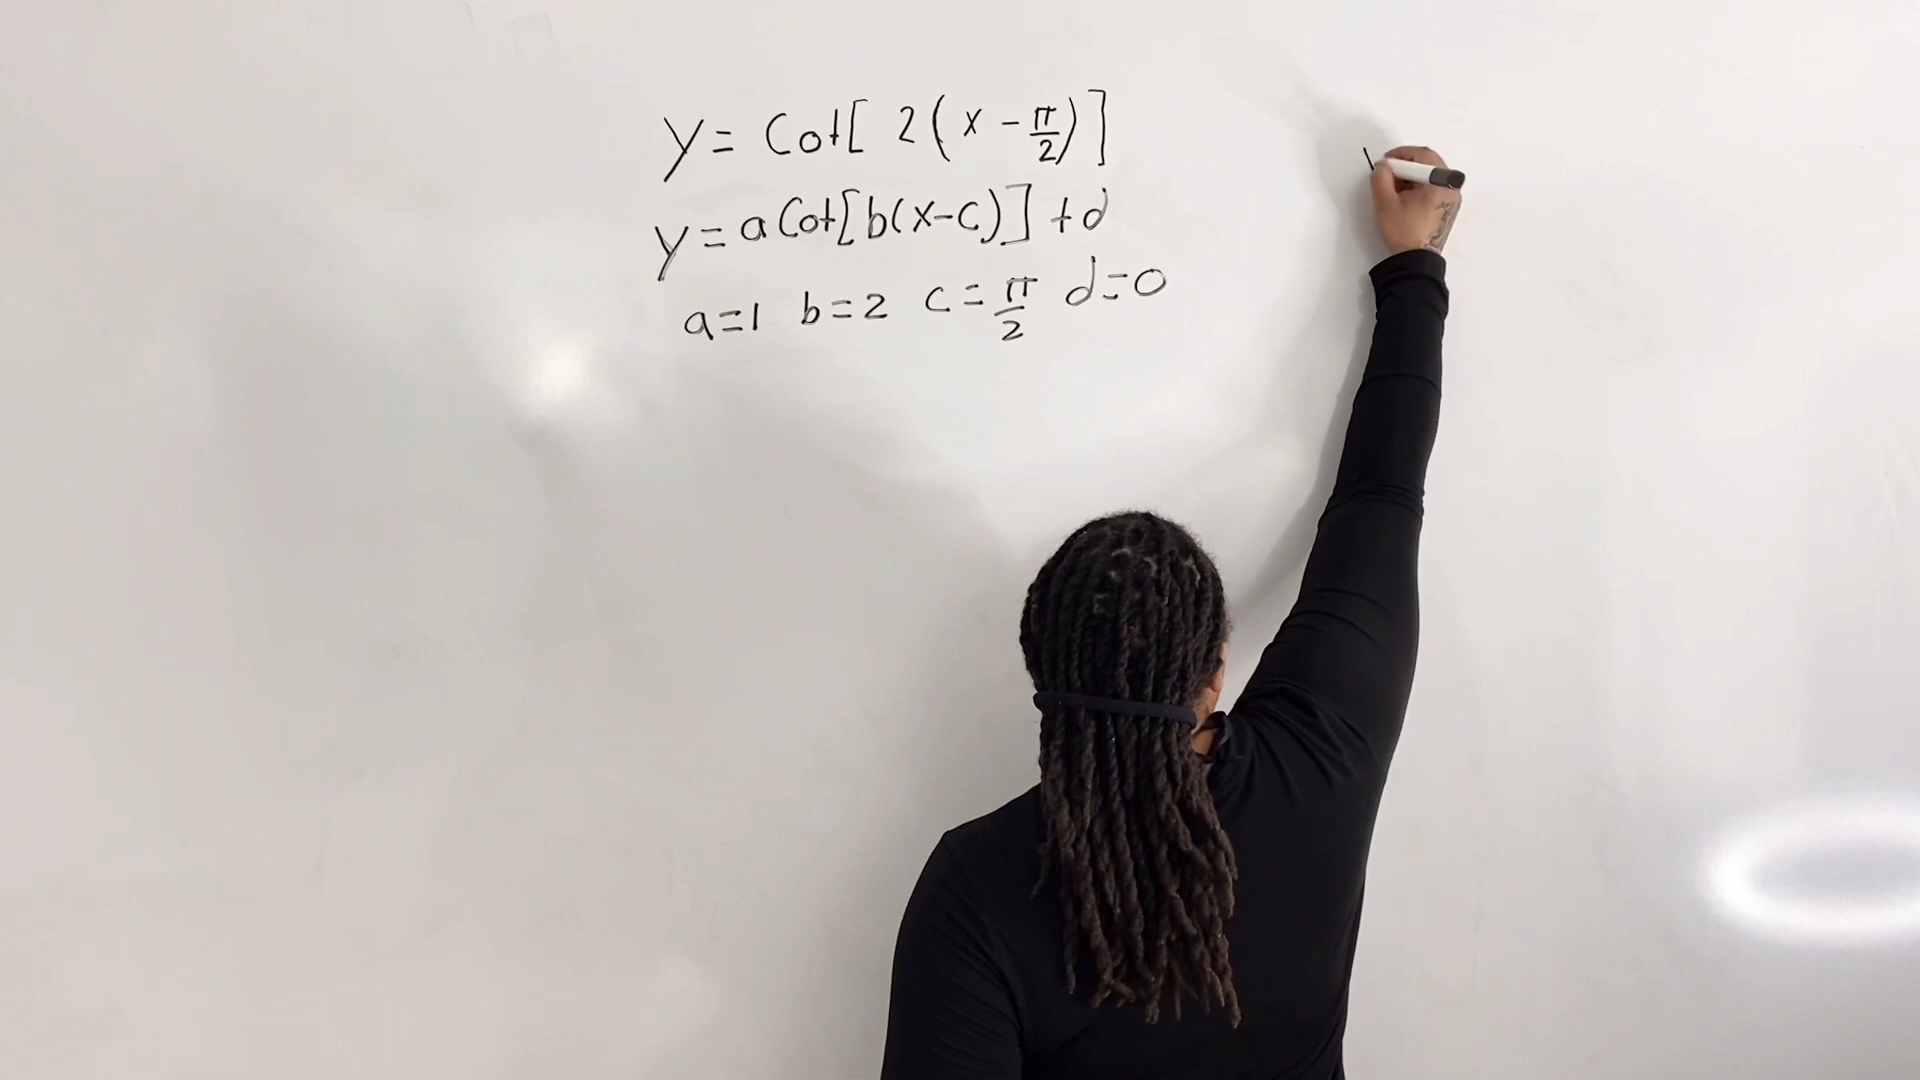 y = Cot[ 2(x - π/2)]
y = a Cot[b(x-c)] + d
a=1 b=2 c=π/2 d=0